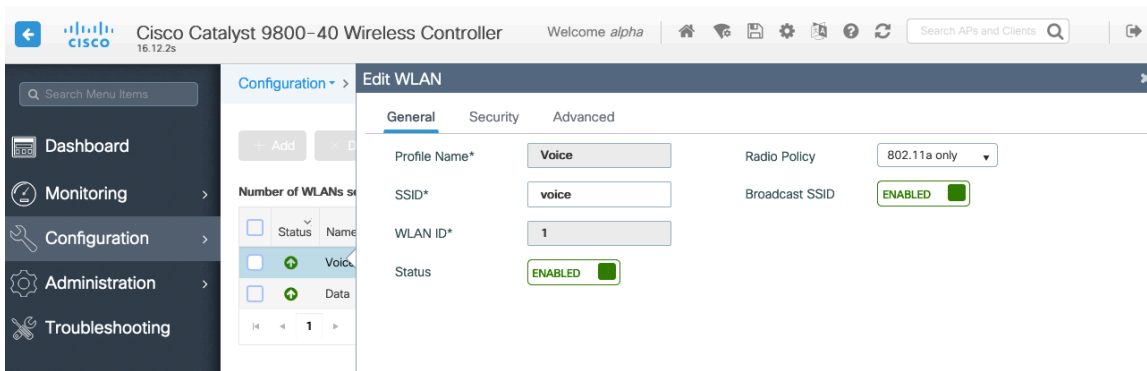 CISCO
Cisco Catalyst 9800-40 Wireless Controller
16.12.2s
Welcome alpha
Search APs and Clients
Search Menu Items
Dashboard
Monitoring
Configuration
Administration
Troubleshooting
Configuration >
Add
D
Number of WLANs se
Status Name
Voice
Data
1
Edit WLAN
General Security Advanced
Profile Name* Voice
Radio Policy 802.11a only
SSID* voice
Broadcast SSID ENABLED
WLAN ID* 1
Status ENABLED